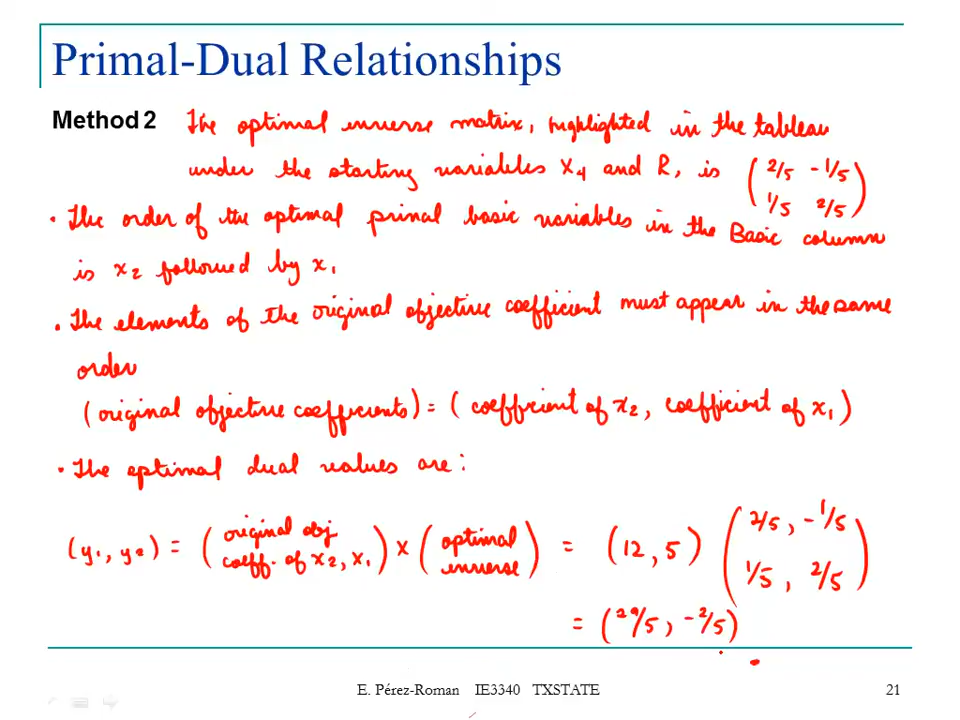 Primal-Dual Relationships
Method 2 The optimal inverse matrix, highlighted in the tableau
under the starting variables x4 and R, is (2/5 -1/5
1/5 2/5)
• The order of the optimal primal basic variables in the Basic column
is x2 followed by x1
• The elements of the original objective coefficient must appear in the same
order
(original objective coefficients) = (coefficient of x2, coefficient of x1)
• The optimal dual values are:
(y1, y2) = (original obj coeff. of x2, x1) x (optimal inverse) = (12, 5) (2/5, -1/5
1/5, 2/5)
= (29/5, -2/5)
E. Pérez-Roman IE3340 TXSTATE 21